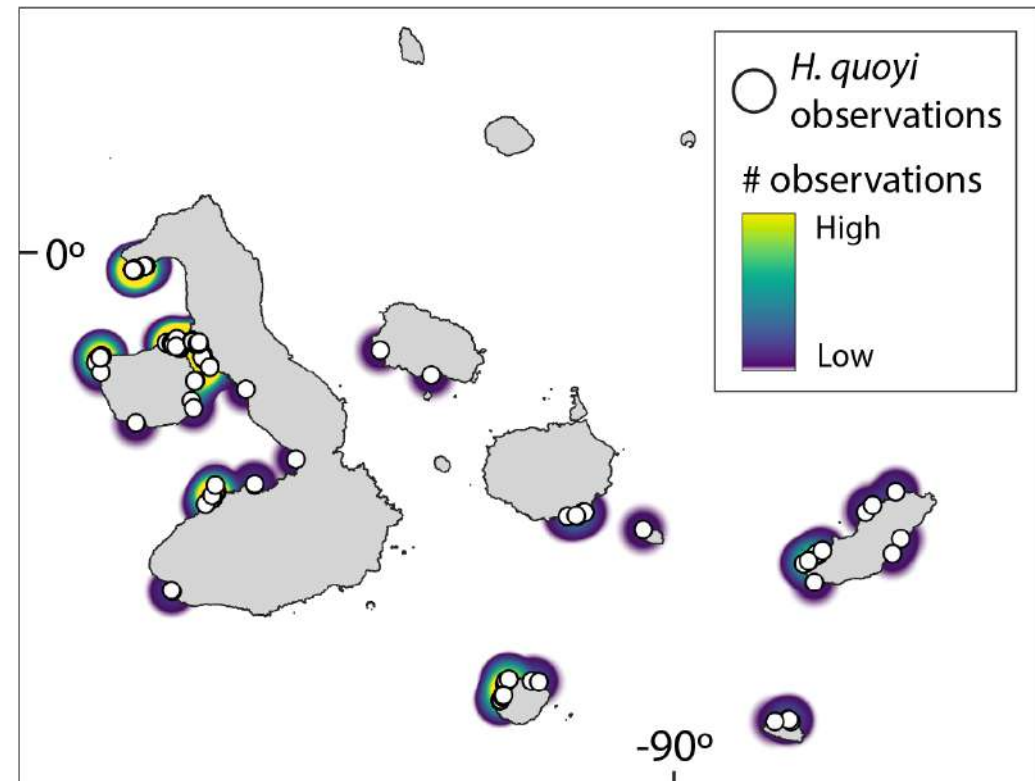 H. quoyi
observations
# observations
High
Low
0º
-90º